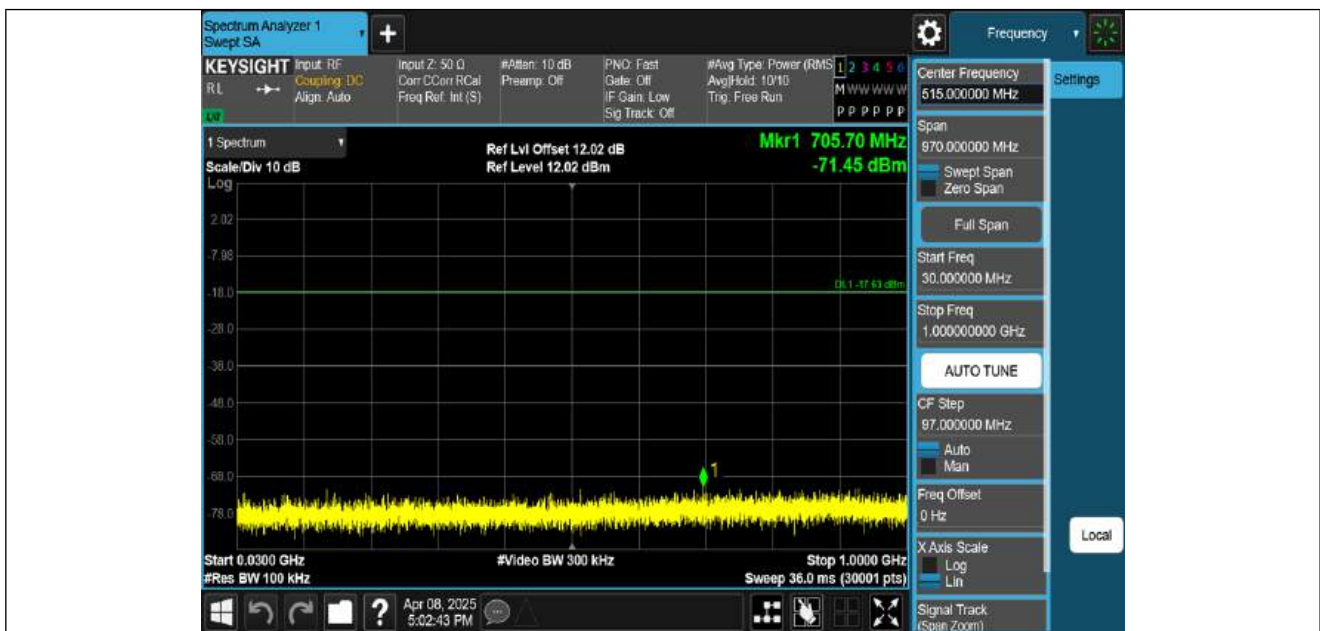 Spectrum Analyzer 1
Swept SA
+
Frequency
KEYSIGHT
RL
Input: RF
Coupling: DC
Align: Auto
Input Z: 50 Ω
Corr CCorr RCal
Freq Ref: Int (S)
#Atten: 10 dB
Preamp: Off
PNO: Fast
Gate: Off
IF Gain: Low
Sig Track: Off
#Avg Type: Power (RMS
Avg|Hold: 10/10
Trig: Free Run
1 2 3 4 5 6
M W W W W W
P P P P P P
1 Spectrum
Scale/Div 10 dB
Log
Ref Lvl Offset 12.02 dB
Ref Level 12.02 dBm
Mkr1 705.70 MHz
-71.45 dBm
2.02
-7.98
-18.0
-28.0
-38.0
-48.0
-58.0
-68.0
-78.0
DL1 -17.63 dBm
1
Start 0.0300 GHz
#Res BW 100 kHz
#Video BW 300 kHz
Stop 1.0000 GHz
Sweep 36.0 ms (30001 pts)
?
Apr 08, 2025
5:02:43 PM
Center Frequency
515.000000 MHz
Span
970.000000 MHz
Swept Span
Zero Span
Full Span
Start Freq
30.000000 MHz
Stop Freq
1.000000000 GHz
AUTO TUNE
CF Step
97.000000 MHz
Auto
Man
Freq Offset
0 Hz
X Axis Scale
Log
Lin
Signal Track
(Span Zoom)
Settings
Local